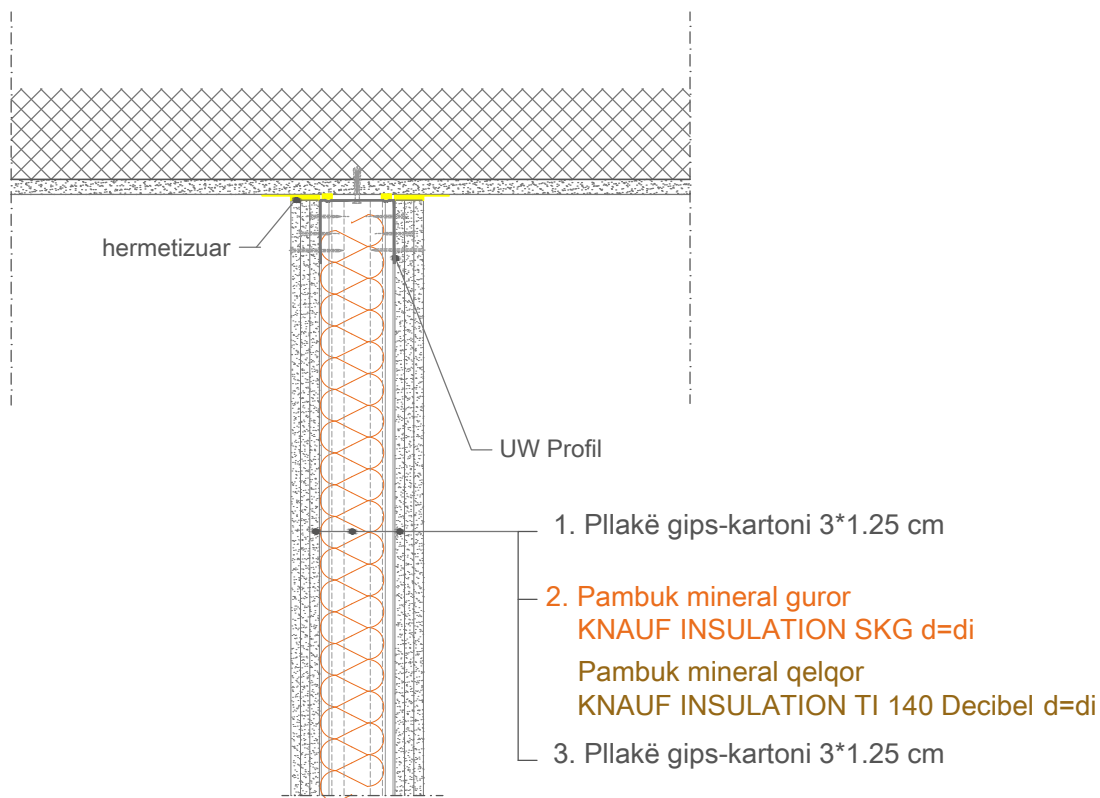 hermetizuar
UW Profil
1. Pllakë gips-kartoni 3*1.25 cm
2. Pambuk mineral guror
KNAUF INSULATION SKG d=di
Pambuk mineral qelqor
KNAUF INSULATION TI 140 Decibel d=di
3. Pllakë gips-kartoni 3*1.25 cm